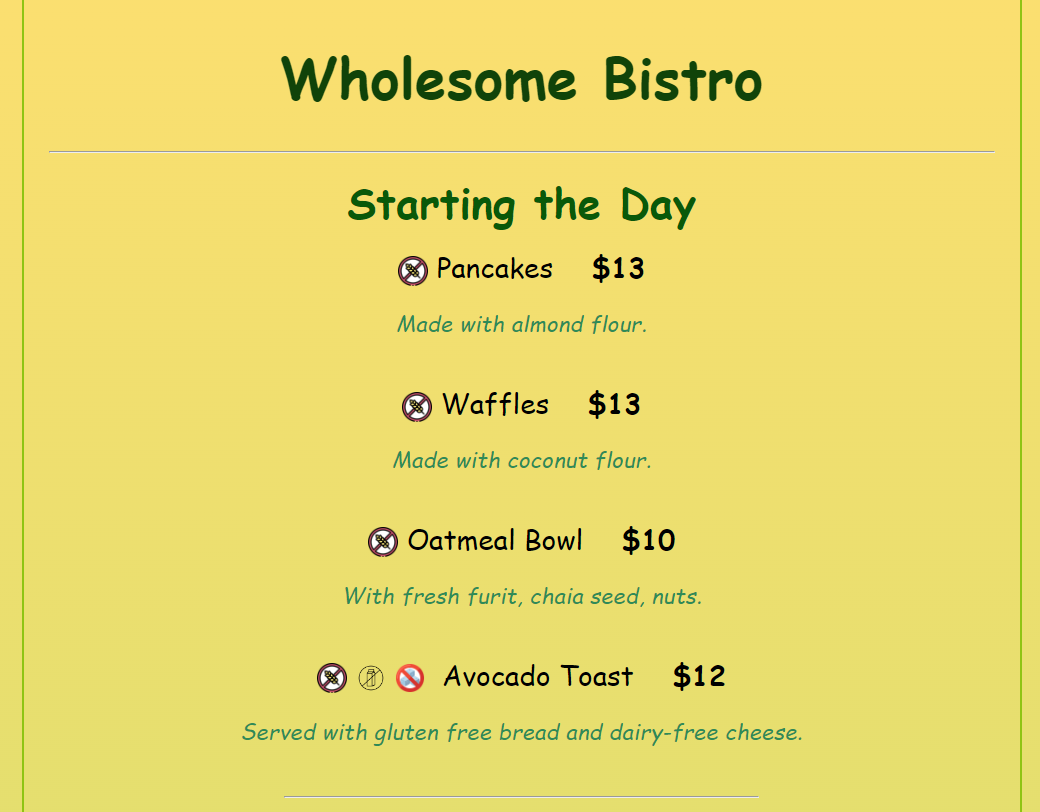 Wholesome Bistro
Starting the Day
Pancakes $13
Made with almond flour.
Waffles $13
Made with coconut flour.
Oatmeal Bowl $10
With fresh furit, chaia seed, nuts.
Avocado Toast $12
Served with gluten free bread and dairy-free cheese.